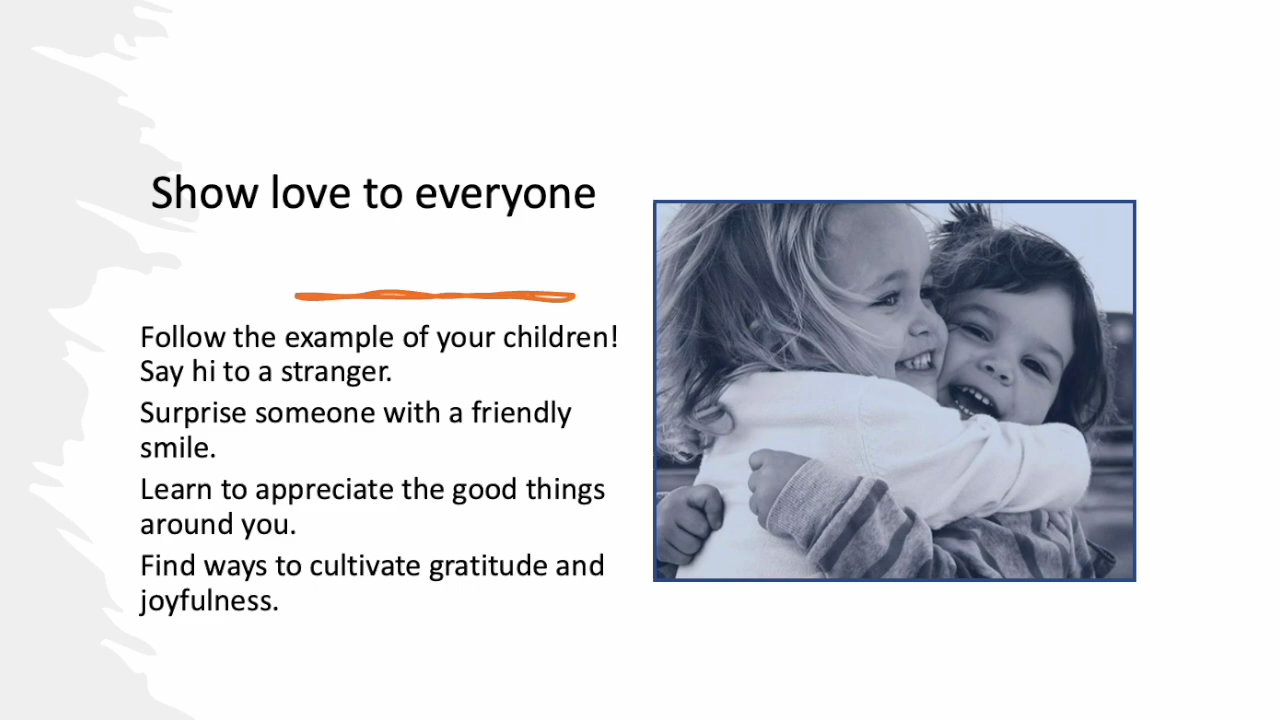 Show love to everyone
Follow the example of your children!
Say hi to a stranger.
Surprise someone with a friendly
smile.
Learn to appreciate the good things
around you.
Find ways to cultivate gratitude and
joyfulness.